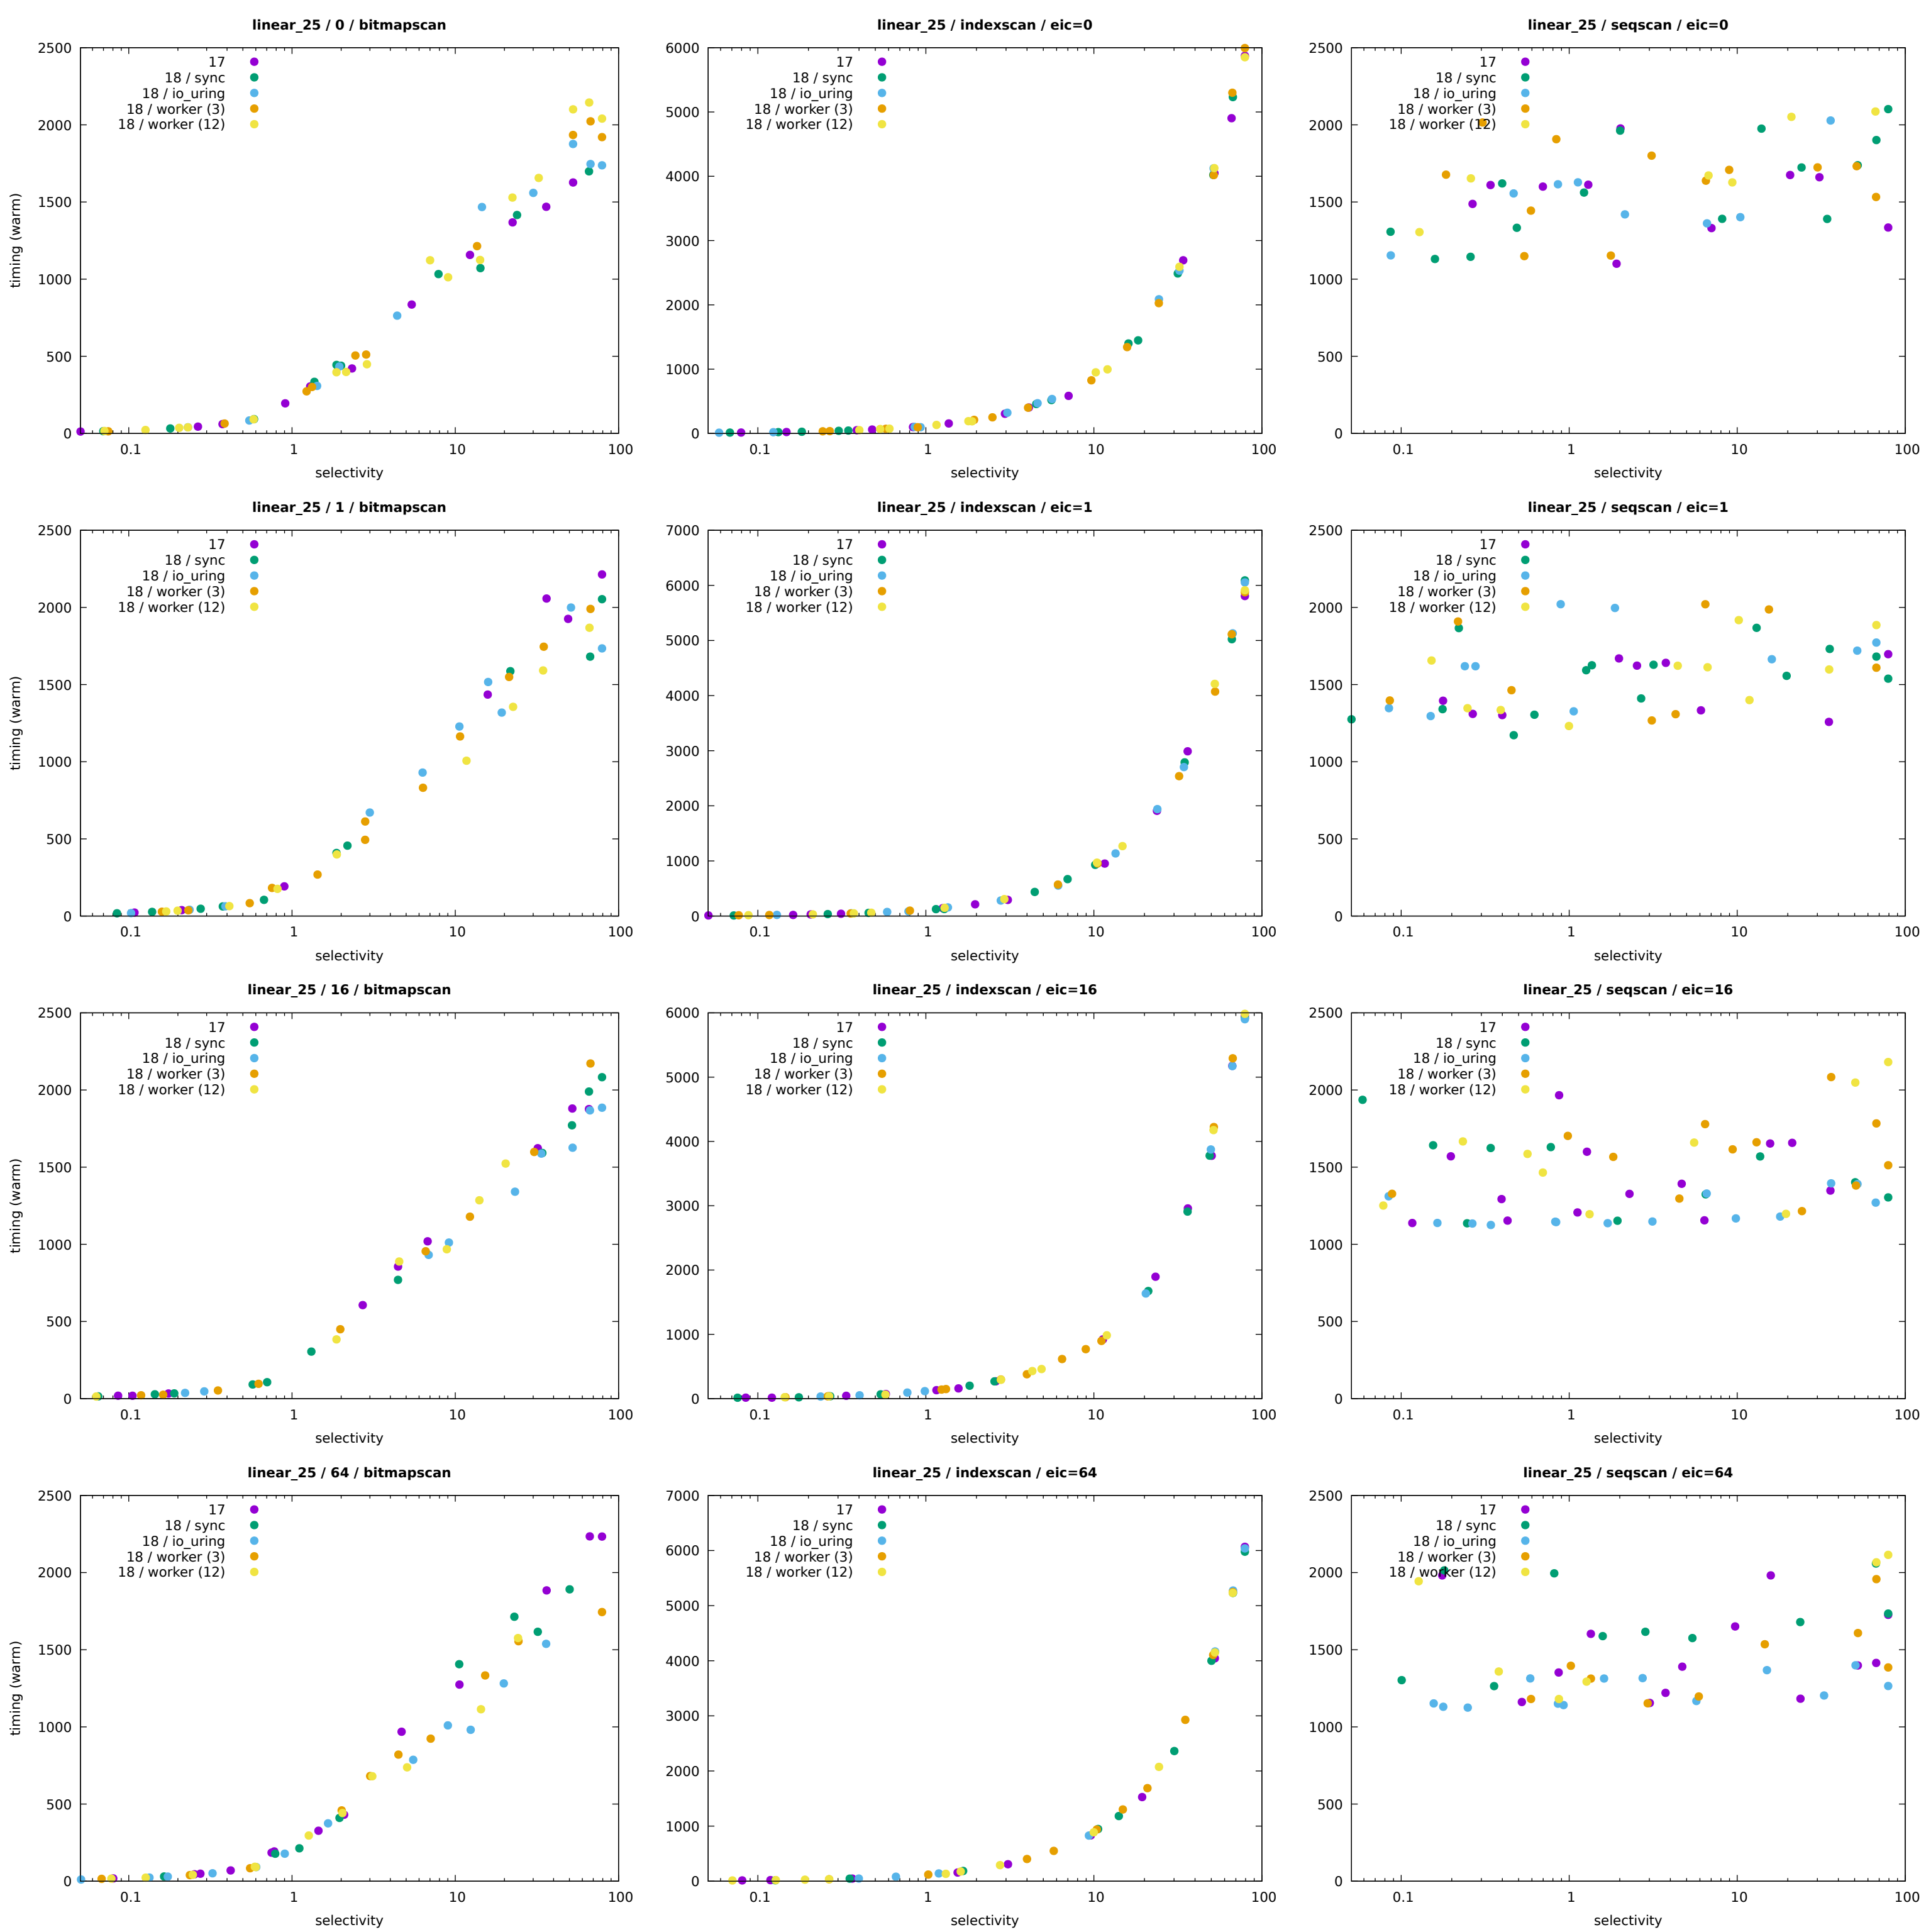 linear_25 / 0 / bitmapscan
timing (warm)
2500
2000
1500
1000
500
0
17
18 / sync
18 / io_uring
18 / worker (3)
18 / worker (12)
0.1 1 10 100
selectivity
linear_25 / indexscan / eic=0
6000
5000
4000
3000
2000
1000
0
17
18 / sync
18 / io_uring
18 / worker (3)
18 / worker (12)
0.1 1 10 100
selectivity
linear_25 / seqscan / eic=0
2500
2000
1500
1000
500
0
17
18 / sync
18 / io_uring
18 / worker (3)
18 / worker (12)
0.1 1 10 100
selectivity
linear_25 / 1 / bitmapscan
timing (warm)
2500
2000
1500
1000
500
0
17
18 / sync
18 / io_uring
18 / worker (3)
18 / worker (12)
0.1 1 10 100
selectivity
linear_25 / indexscan / eic=1
7000
6000
5000
4000
3000
2000
1000
0
17
18 / sync
18 / io_uring
18 / worker (3)
18 / worker (12)
0.1 1 10 100
selectivity
linear_25 / seqscan / eic=1
2500
2000
1500
1000
500
0
17
18 / sync
18 / io_uring
18 / worker (3)
18 / worker (12)
0.1 1 10 100
selectivity
linear_25 / 16 / bitmapscan
timing (warm)
2500
2000
1500
1000
500
0
17
18 / sync
18 / io_uring
18 / worker (3)
18 / worker (12)
0.1 1 10 100
selectivity
linear_25 / indexscan / eic=16
6000
5000
4000
3000
2000
1000
0
17
18 / sync
18 / io_uring
18 / worker (3)
18 / worker (12)
0.1 1 10 100
selectivity
linear_25 / seqscan / eic=16
2500
2000
1500
1000
500
0
17
18 / sync
18 / io_uring
18 / worker (3)
18 / worker (12)
0.1 1 10 100
selectivity
linear_25 / 64 / bitmapscan
timing (warm)
2500
2000
1500
1000
500
0
17
18 / sync
18 / io_uring
18 / worker (3)
18 / worker (12)
0.1 1 10 100
selectivity
linear_25 / indexscan / eic=64
7000
6000
5000
4000
3000
2000
1000
0
17
18 / sync
18 / io_uring
18 / worker (3)
18 / worker (12)
0.1 1 10 100
selectivity
linear_25 / seqscan / eic=64
2500
2000
1500
1000
500
0
17
18 / sync
18 / io_uring
18 / worker (3)
18 / worker (12)
0.1 1 10 100
selectivity